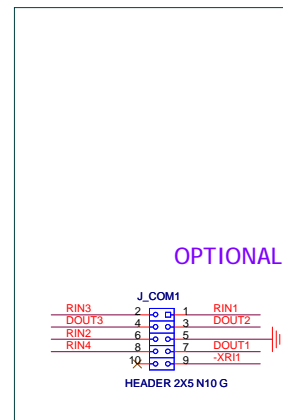 OPTIONAL
J_COM1
RIN3 2 1 RIN1
DOUT3 4 3 DOUT2
RIN2 6 5
RIN4 8 7 DOUT1
10 9 -XRI1
HEADER 2X5 N10 G